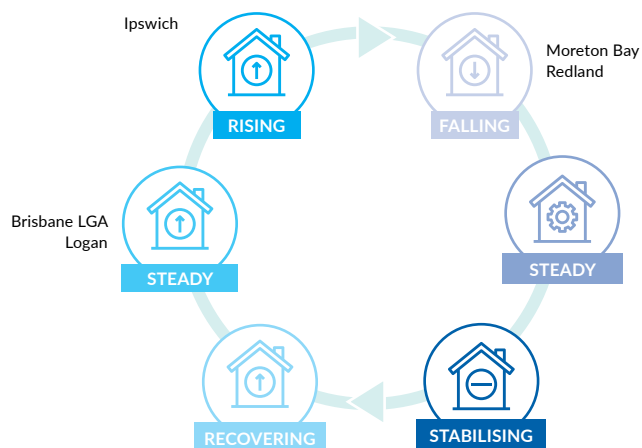 Ipswich
RISING
FALLING
Moreton Bay
Redland
Brisbane LGA
Logan
STEADY
STEADY
RECOVERING
STABILISING